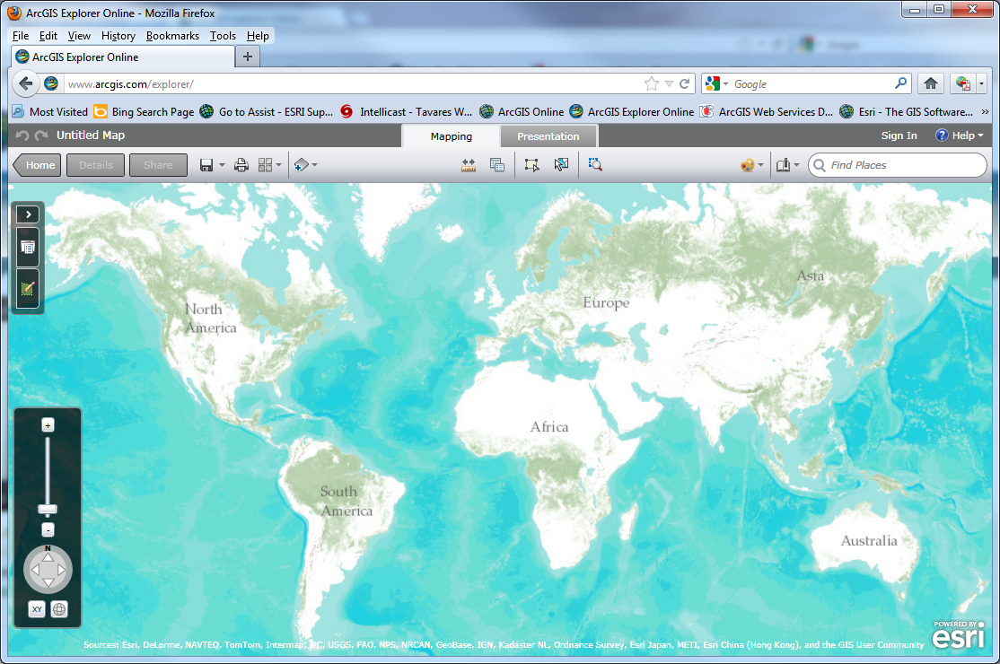 ArcGIS Explorer Online - Mozilla Firefox
File Edit View History Bookmarks Tools Help
ArcGIS Explorer Online +
www.arcgis.com/explorer/ Google
Most Visited Bing Search Page Go to Assist - ESRI Sup... Intellicast - Tavares W... ArcGIS Online ArcGIS Explorer Online ArcGIS Web Services D... Esri - The GIS Software... »
Untitled Map Mapping Presentation Sign In ? Help
Home Details Share Find Places
Asia
Europe
North
America
Africa
South
America
Australia
+
-
N
XY
POWERED BY
esri
Sources: Esri, DeLorme, NAVTEQ, TomTom, Intermap, iPC, USGS, FAO, NPS, NRCAN, GeoBase, IGN, Kadaster NL, Ordnance Survey, Esri Japan, METI, Esri China (Hong Kong), and the GIS User Community